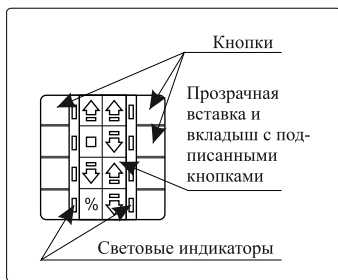 Кнопки
Прозрачная
вставка и
вкладыш с под-
писанными
кнопками
%
Световые индикаторы